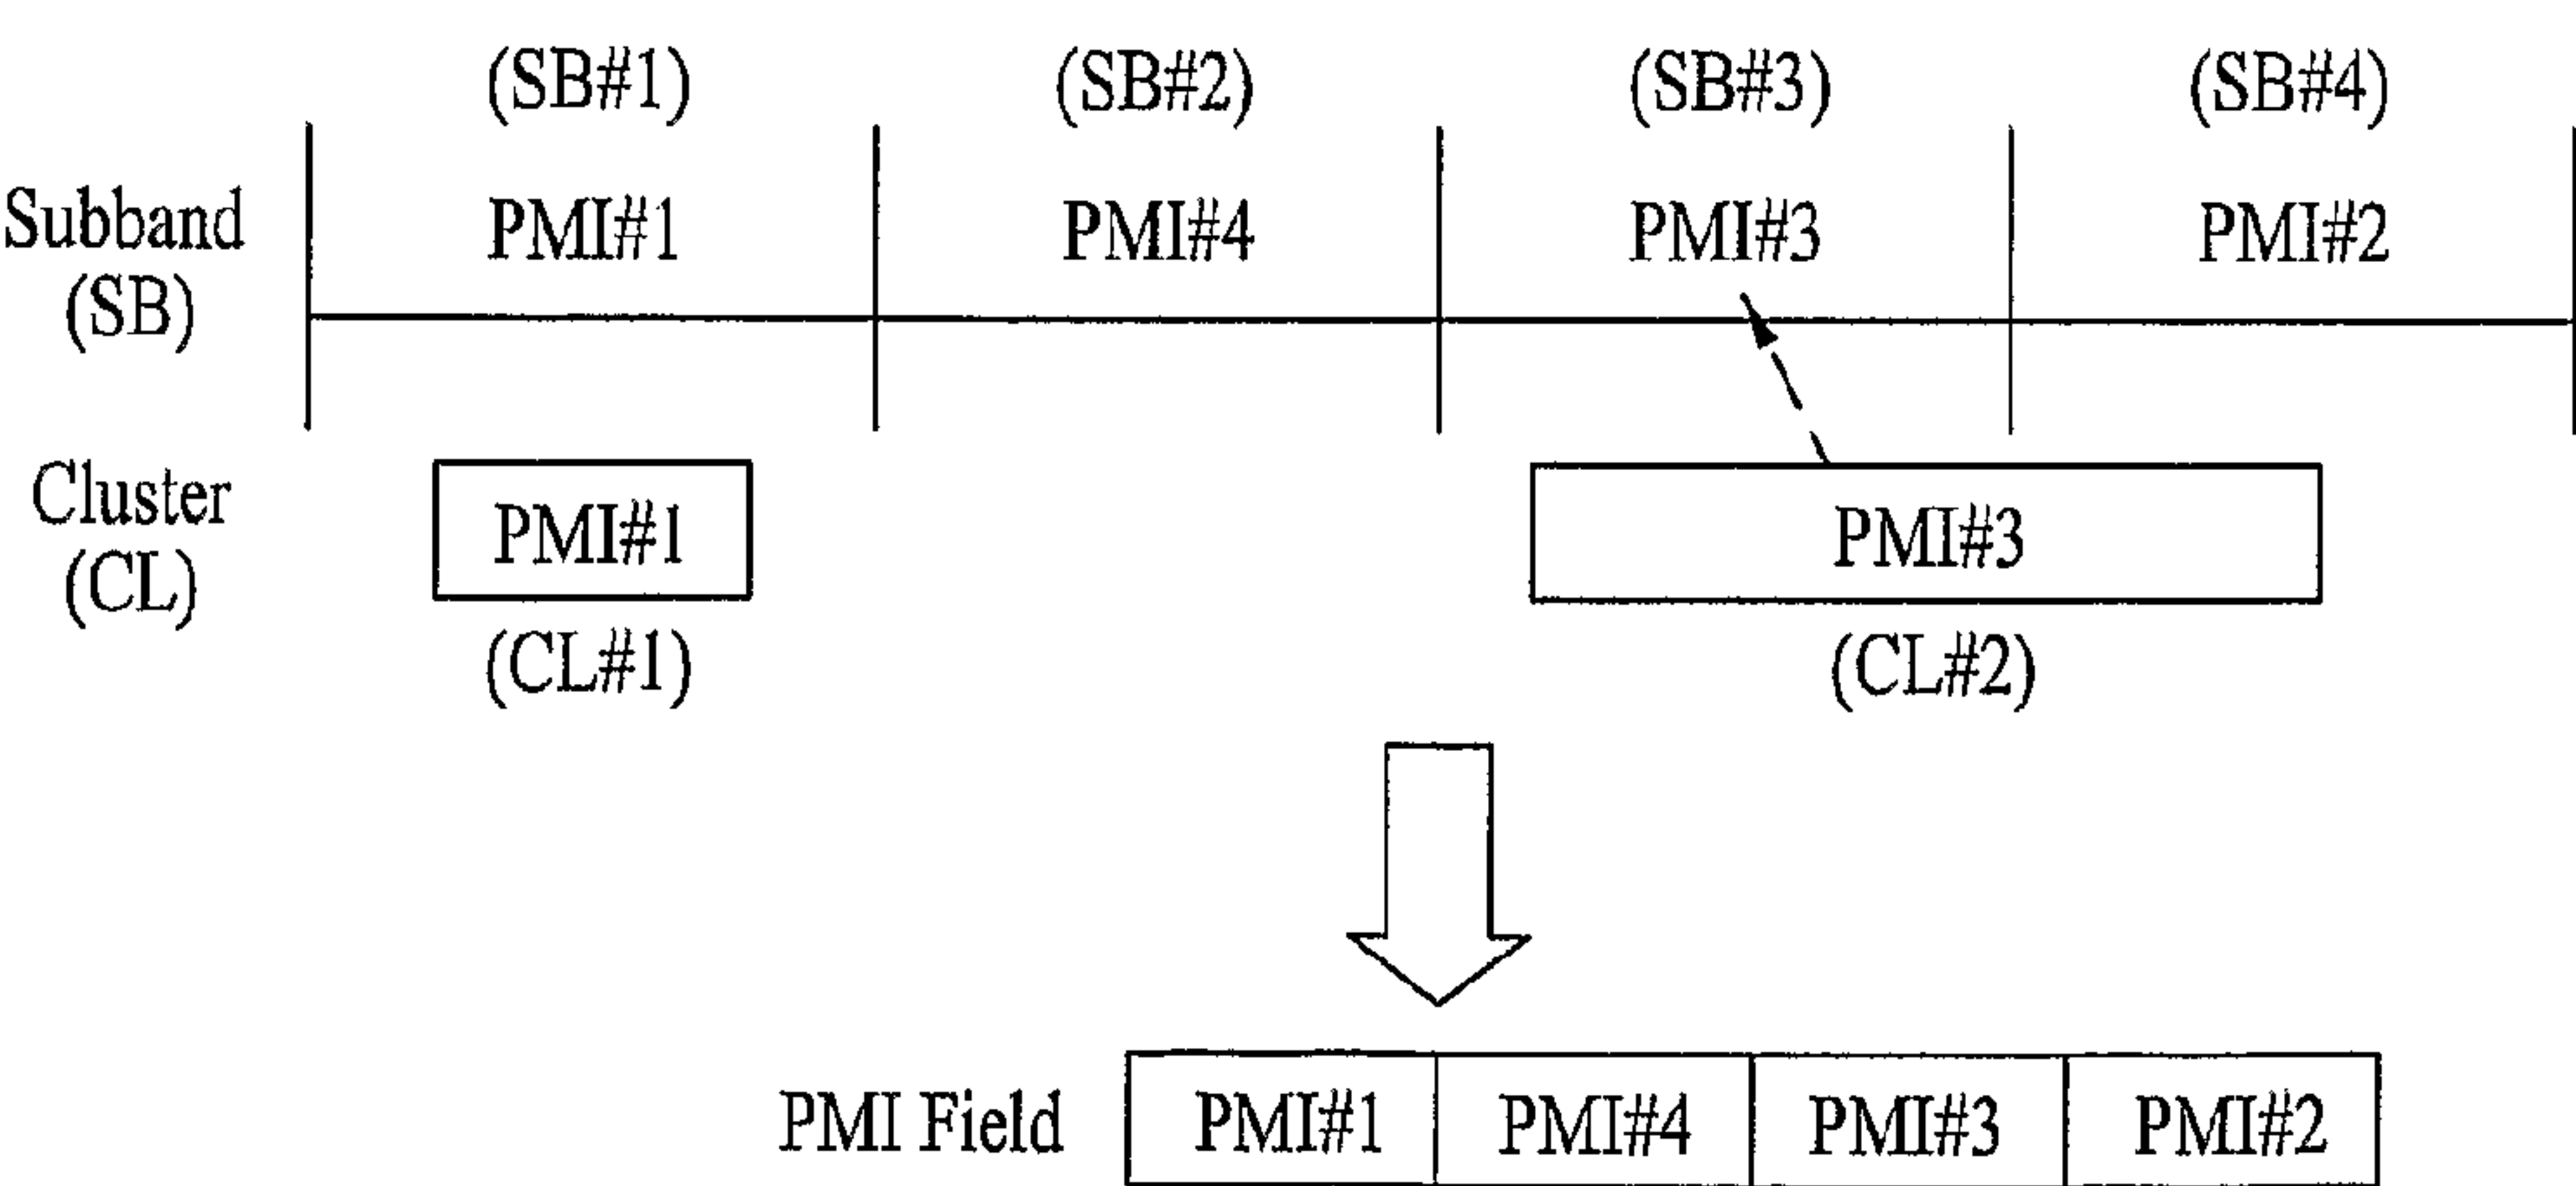 (SB#1) (SB#2) (SB#3) (SB#4)
Subband
(SB)
PMI#1 PMI#4 PMI#3 PMI#2
Cluster
(CL)
PMI#1 PMI#3
(CL#1) (CL#2)
PMI Field PMI#1 PMI#4 PMI#3 PMI#2